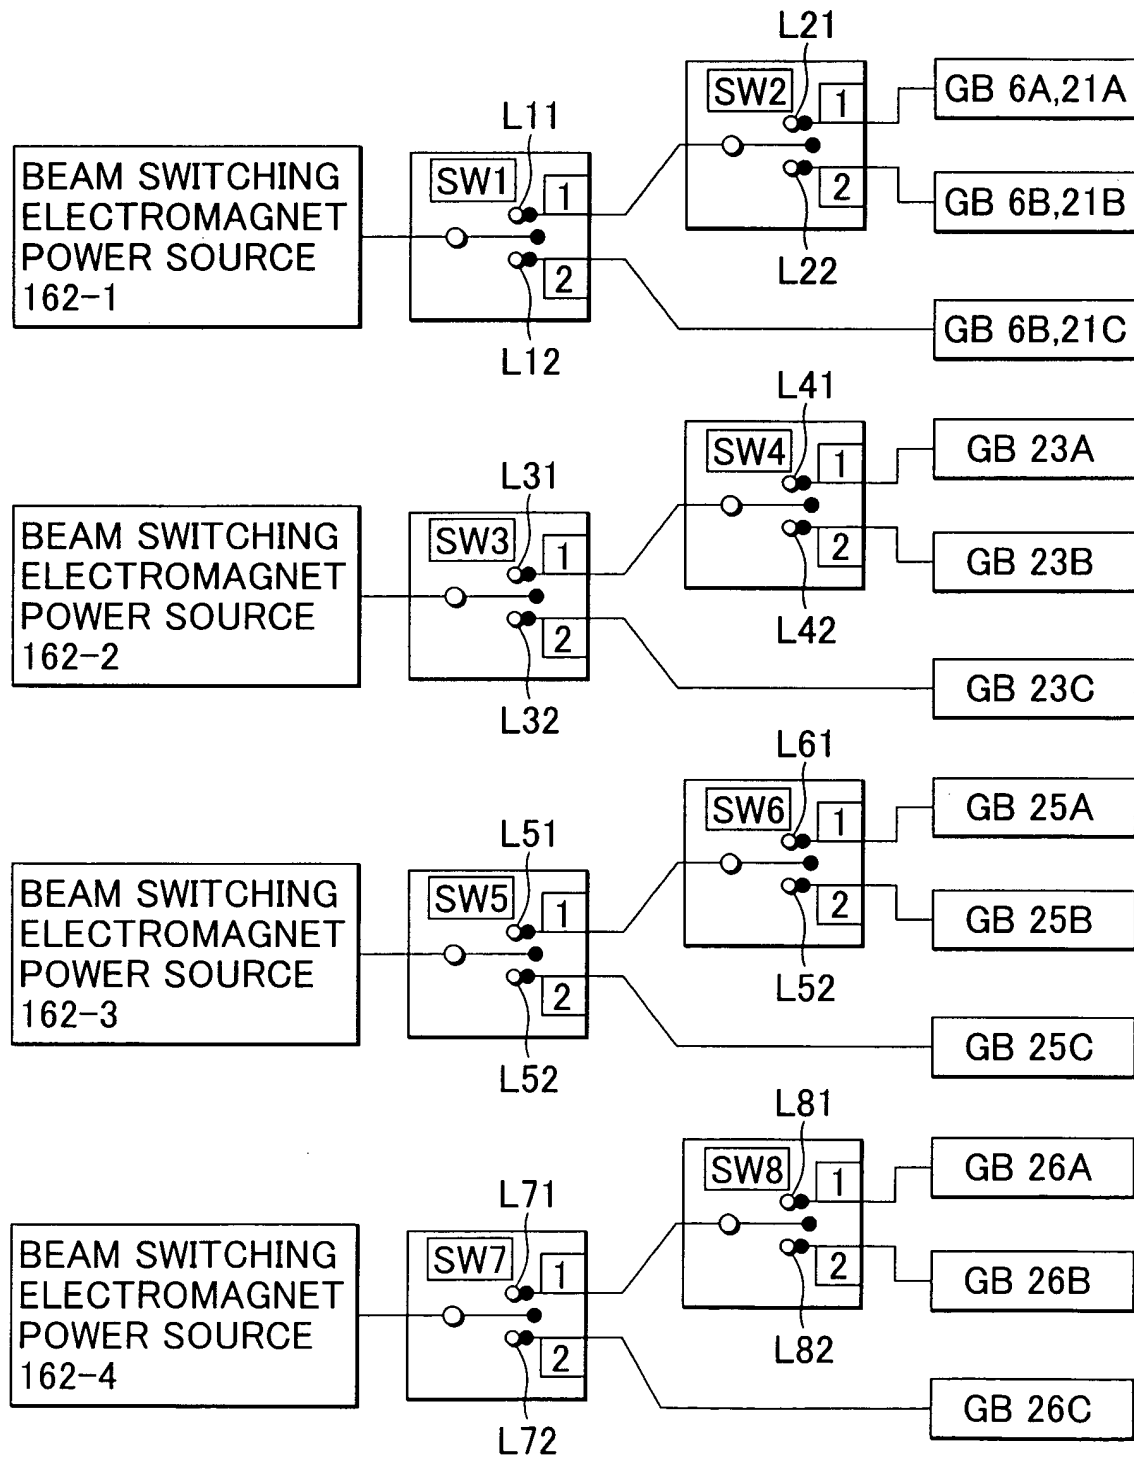 L21
SW2
1
GB 6A,21A
L11
SW1
1
2
GB 6B,21B
BEAM SWITCHING
ELECTROMAGNET
POWER SOURCE
162-1
L22
2
GB 6B,21C
L12
L41
SW4
1
GB 23A
L31
SW3
1
2
GB 23B
BEAM SWITCHING
ELECTROMAGNET
POWER SOURCE
162-2
L42
2
GB 23C
L32
L61
SW6
1
GB 25A
L51
SW5
1
2
GB 25B
BEAM SWITCHING
ELECTROMAGNET
POWER SOURCE
162-3
L52
2
GB 25C
L52
L81
SW8
1
GB 26A
L71
SW7
1
2
GB 26B
BEAM SWITCHING
ELECTROMAGNET
POWER SOURCE
162-4
L82
2
GB 26C
L72